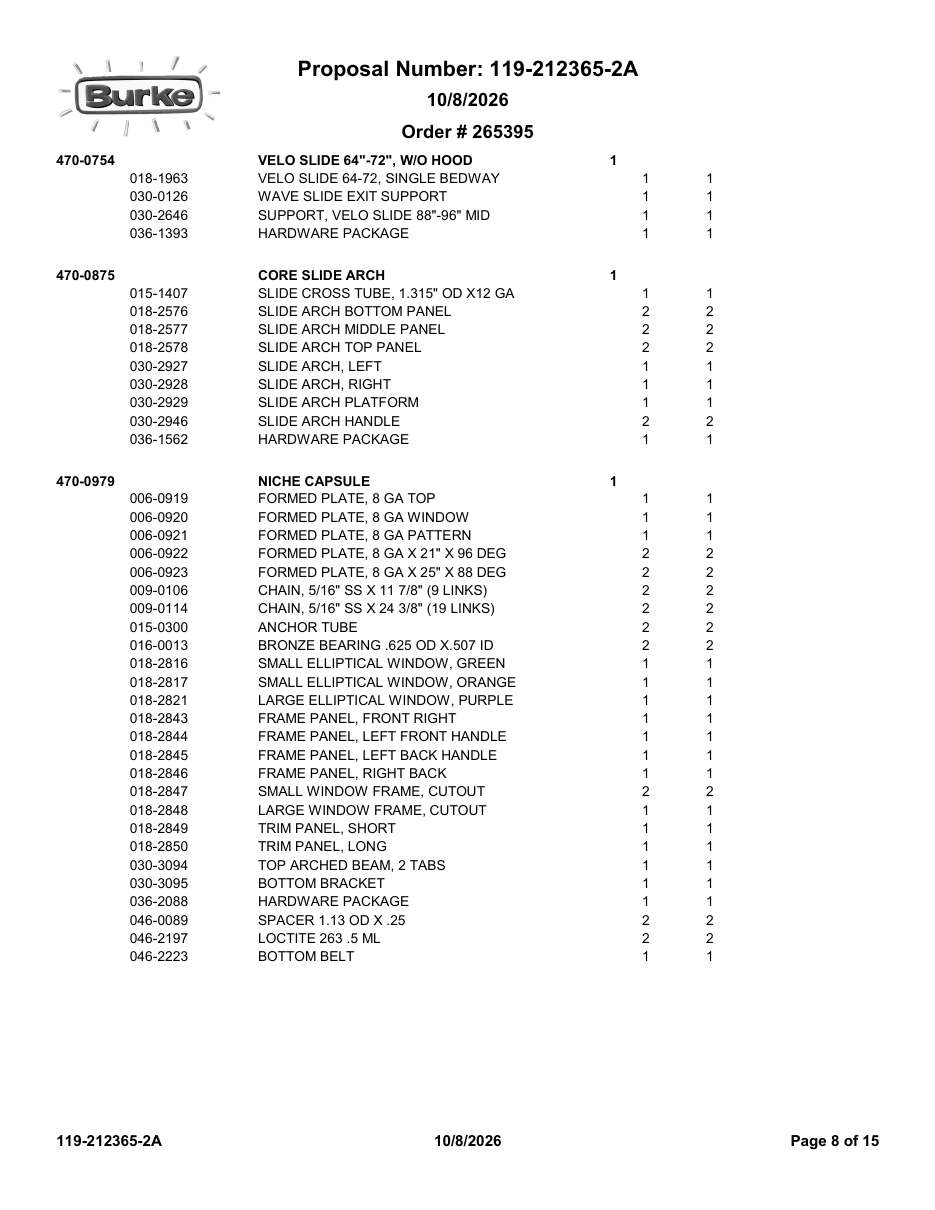 Burke
Proposal Number: 119-212365-2A
10/8/2026
Order # 265395
470-0754 VELO SLIDE 64"-72", W/O HOOD 1
018-1963 VELO SLIDE 64-72, SINGLE BEDWAY 1 1
030-0126 WAVE SLIDE EXIT SUPPORT 1 1
030-2646 SUPPORT, VELO SLIDE 88"-96" MID 1 1
036-1393 HARDWARE PACKAGE 1 1
470-0875 CORE SLIDE ARCH 1
015-1407 SLIDE CROSS TUBE, 1.315" OD X12 GA 1 1
018-2576 SLIDE ARCH BOTTOM PANEL 2 2
018-2577 SLIDE ARCH MIDDLE PANEL 2 2
018-2578 SLIDE ARCH TOP PANEL 2 2
030-2927 SLIDE ARCH, LEFT 1 1
030-2928 SLIDE ARCH, RIGHT 1 1
030-2929 SLIDE ARCH PLATFORM 1 1
030-2946 SLIDE ARCH HANDLE 2 2
036-1562 HARDWARE PACKAGE 1 1
470-0979 NICHE CAPSULE 1
006-0919 FORMED PLATE, 8 GA TOP 1 1
006-0920 FORMED PLATE, 8 GA WINDOW 1 1
006-0921 FORMED PLATE, 8 GA PATTERN 1 1
006-0922 FORMED PLATE, 8 GA X 21" X 96 DEG 2 2
006-0923 FORMED PLATE, 8 GA X 25" X 88 DEG 2 2
009-0106 CHAIN, 5/16" SS X 11 7/8" (9 LINKS) 2 2
009-0114 CHAIN, 5/16" SS X 24 3/8" (19 LINKS) 2 2
015-0300 ANCHOR TUBE 2 2
016-0013 BRONZE BEARING .625 OD X.507 ID 2 2
018-2816 SMALL ELLIPTICAL WINDOW, GREEN 1 1
018-2817 SMALL ELLIPTICAL WINDOW, ORANGE 1 1
018-2821 LARGE ELLIPTICAL WINDOW, PURPLE 1 1
018-2843 FRAME PANEL, FRONT RIGHT 1 1
018-2844 FRAME PANEL, LEFT FRONT HANDLE 1 1
018-2845 FRAME PANEL, LEFT BACK HANDLE 1 1
018-2846 FRAME PANEL, RIGHT BACK 1 1
018-2847 SMALL WINDOW FRAME, CUTOUT 2 2
018-2848 LARGE WINDOW FRAME, CUTOUT 1 1
018-2849 TRIM PANEL, SHORT 1 1
018-2850 TRIM PANEL, LONG 1 1
030-3094 TOP ARCHED BEAM, 2 TABS 1 1
030-3095 BOTTOM BRACKET 1 1
036-2088 HARDWARE PACKAGE 1 1
046-0089 SPACER 1.13 OD X .25 2 2
046-2197 LOCTITE 263 .5 ML 2 2
046-2223 BOTTOM BELT 1 1
119-212365-2A 10/8/2026 Page 8 of 15